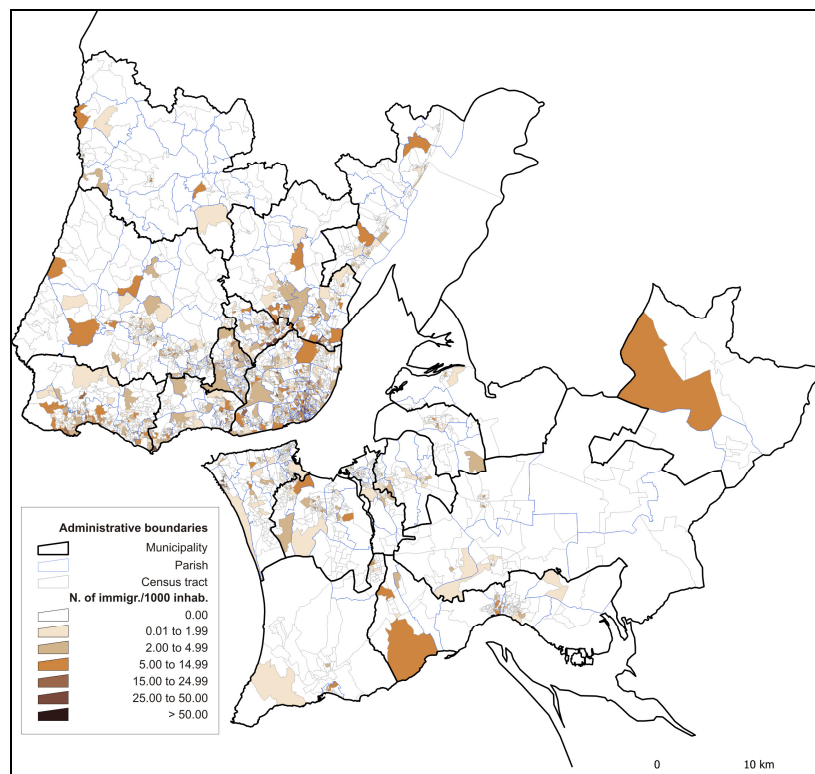 Administrative boundaries
Municipality
Parish
Census tract
N. of immigr./1000 inhab.
0.00
0.01 to 1.99
2.00 to 4.99
5.00 to 14.99
15.00 to 24.99
25.00 to 50.00
> 50.00
0 10 km